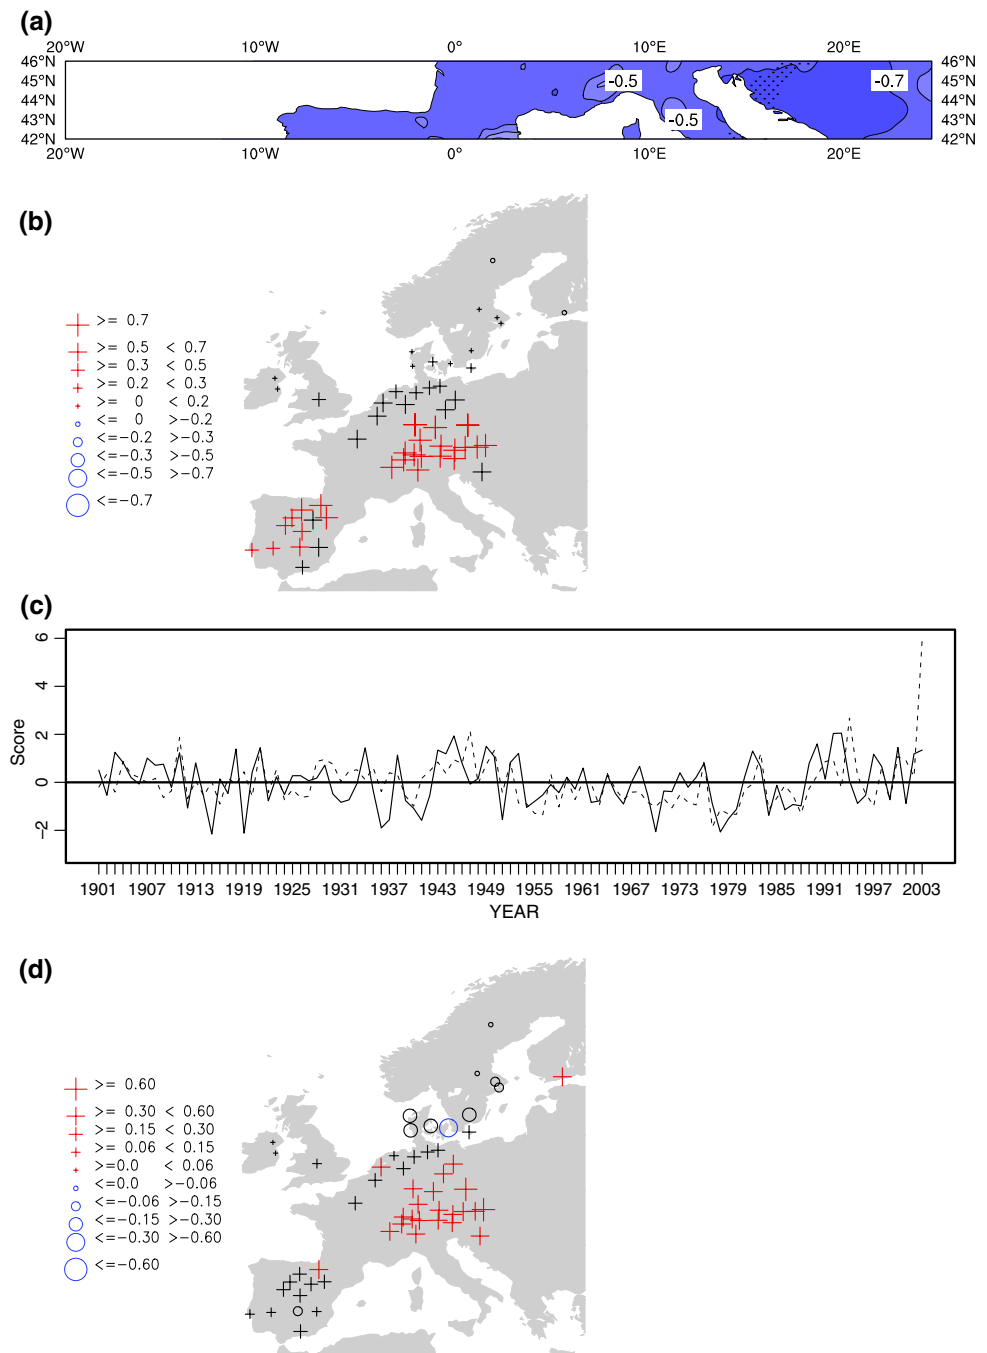 (a)
20°W 10°W 0° 10°E 20°E
46°N 46°N
45°N 45°N
44°N 44°N
43°N 43°N
42°N 42°N
-0.5 -0.7
-0.5
20°W 10°W 0° 10°E 20°E
(b)
>= 0.7
>= 0.5 < 0.7
>= 0.3 < 0.5
>= 0.2 < 0.3
>= 0 < 0.2
<= 0 >-0.2
<=-0.2 >-0.3
<=-0.3 >-0.5
<=-0.5 >-0.7
<=-0.7
(c)
6
4
2
0
-2
Score
1901 1907 1913 1919 1925 1931 1937 1943 1949 1955 1961 1967 1973 1979 1985 1991 1997 2003
YEAR
(d)
>= 0.60
>= 0.30 < 0.60
>= 0.15 < 0.30
>= 0.06 < 0.15
>=0.0 < 0.06
<=0.0 >-0.06
<=-0.06 >-0.15
<=-0.15 >-0.30
<=-0.30 >-0.60
<=-0.60